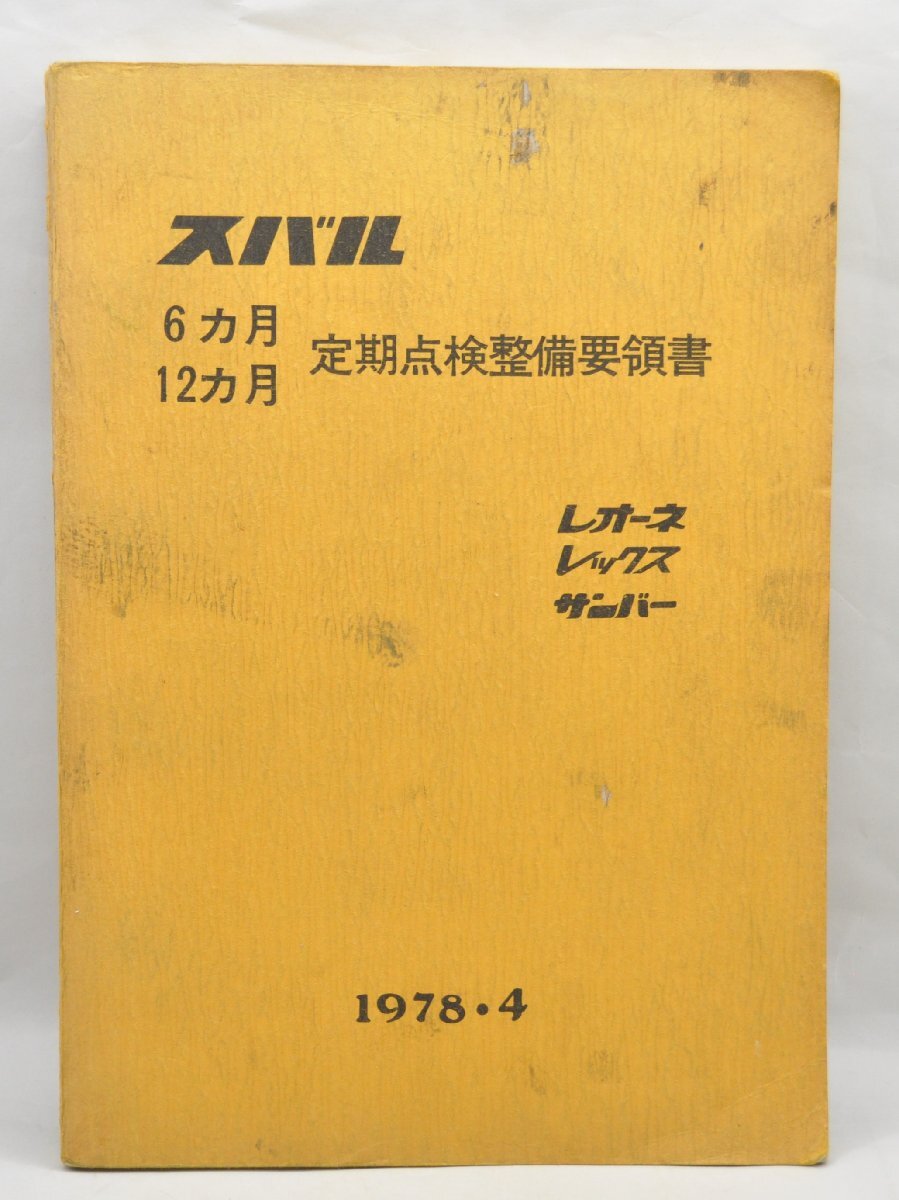 スバル
6カ月
12カ月
定期点検整備要領書
レオーネ
レックス
サンバー
1978・4